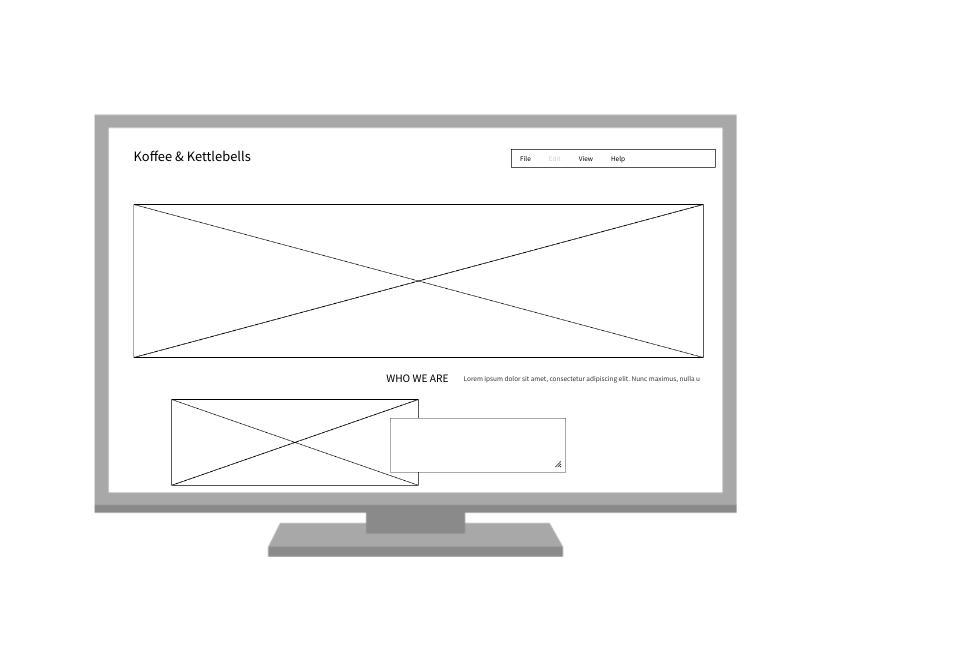 Koffee & Kettlebells
File Edit View Help
WHO WE ARE Lorem ipsum dolor sit amet, consectetur adipiscing elit. Nunc maximus, nulla u